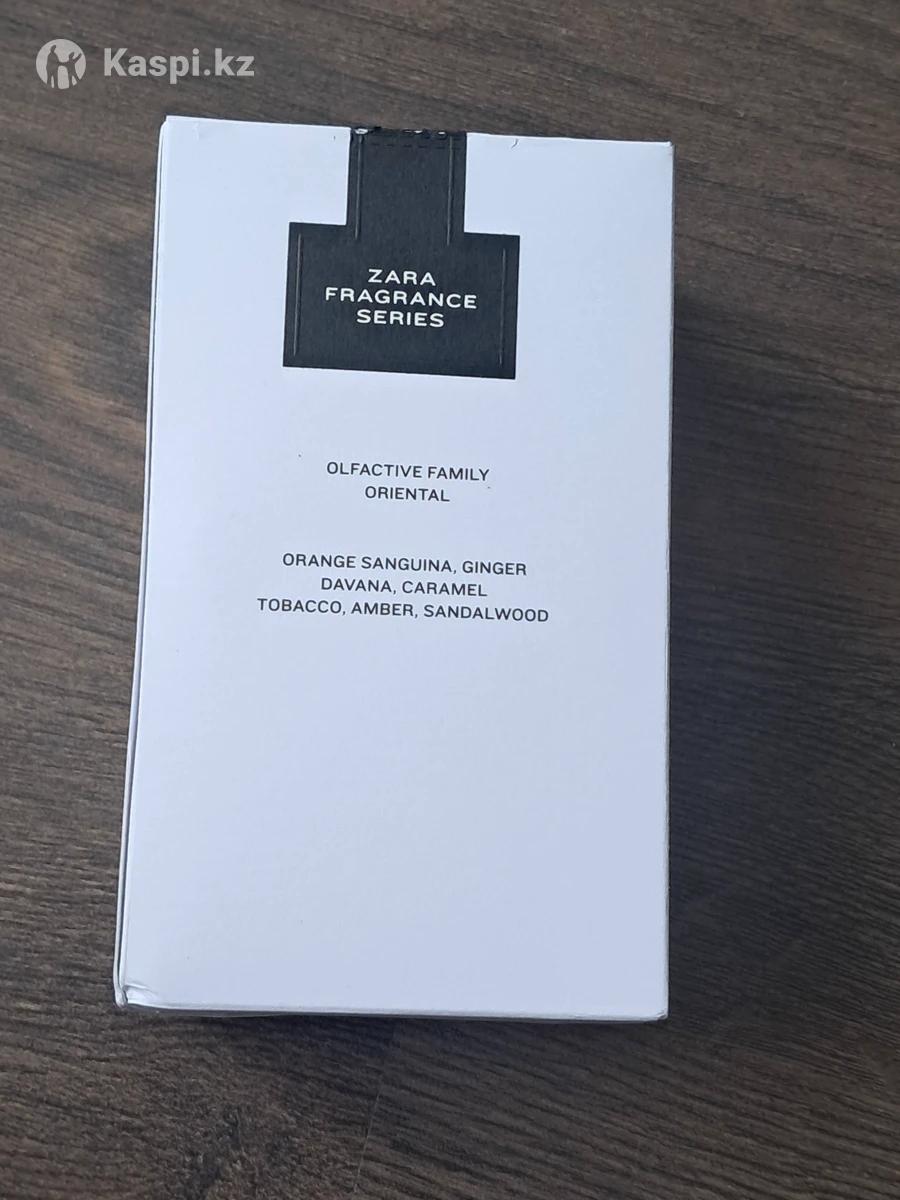 Kaspi.kz
ZARA
FRAGRANCE
SERIES
OLFACTIVE FAMILY
ORIENTAL
ORANGE SANGUINA, GINGER
DAVANA, CARAMEL
TOBACCO, AMBER, SANDALWOOD